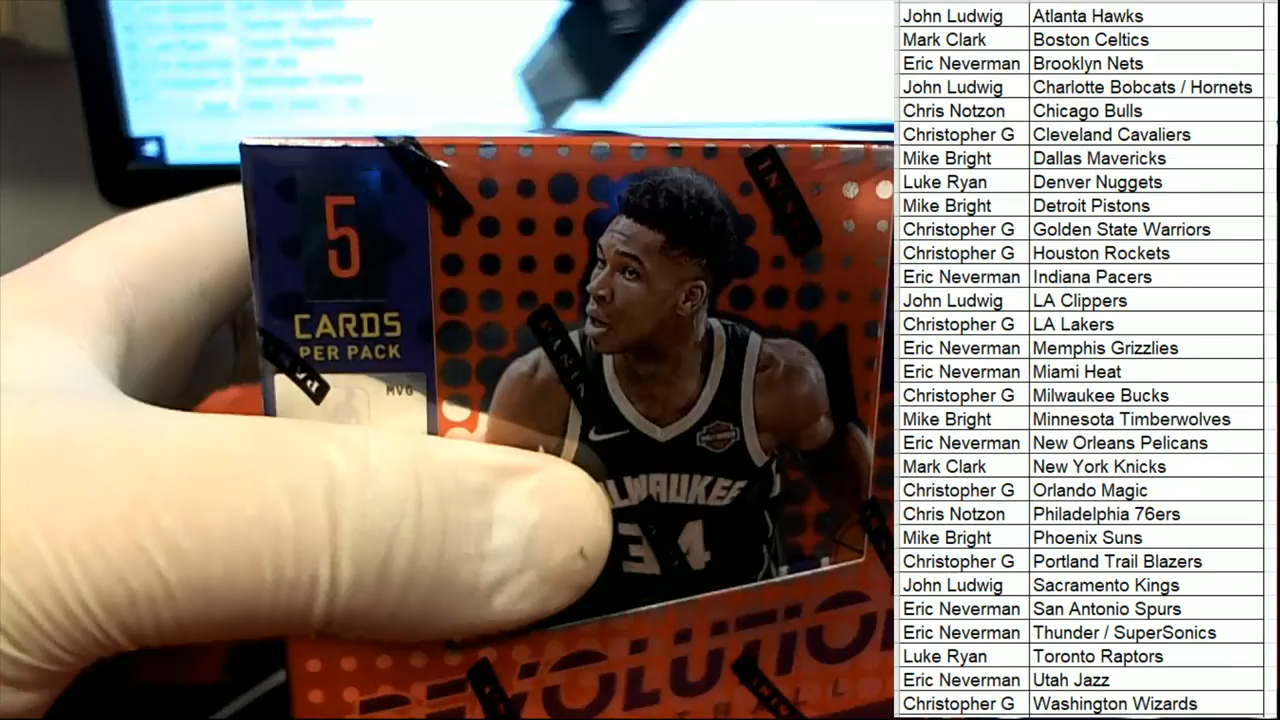 5
CARDS
PER PACK
MVG
PANINI
MILWAUKEE
34
REVOLUTION
John Ludwig Atlanta Hawks
Mark Clark Boston Celtics
Eric Neverman Brooklyn Nets
John Ludwig Charlotte Bobcats / Hornets
Chris Notzon Chicago Bulls
Christopher G Cleveland Cavaliers
Mike Bright Dallas Mavericks
Luke Ryan Denver Nuggets
Mike Bright Detroit Pistons
Christopher G Golden State Warriors
Christopher G Houston Rockets
Eric Neverman Indiana Pacers
John Ludwig LA Clippers
Christopher G LA Lakers
Eric Neverman Memphis Grizzlies
Eric Neverman Miami Heat
Christopher G Milwaukee Bucks
Mike Bright Minnesota Timberwolves
Eric Neverman New Orleans Pelicans
Mark Clark New York Knicks
Christopher G Orlando Magic
Chris Notzon Philadelphia 76ers
Mike Bright Phoenix Suns
Christopher G Portland Trail Blazers
John Ludwig Sacramento Kings
Eric Neverman San Antonio Spurs
Eric Neverman Thunder / SuperSonics
Luke Ryan Toronto Raptors
Eric Neverman Utah Jazz
Christopher G Washington Wizards